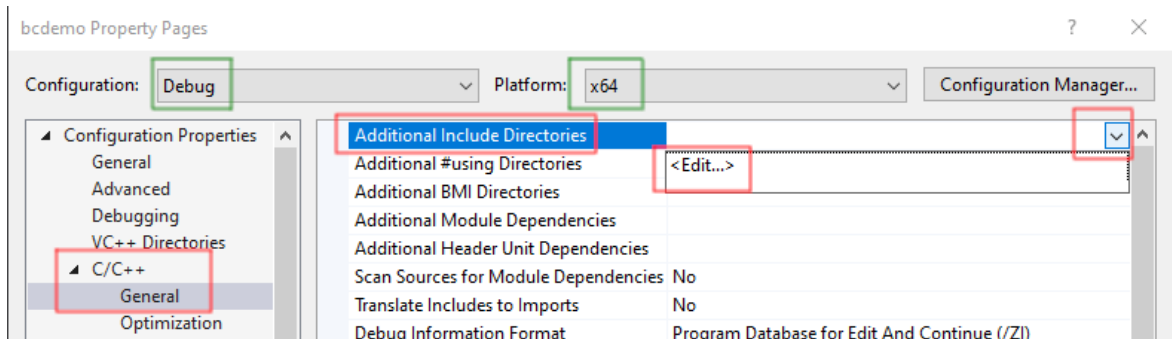 bcdemo Property Pages
Configuration: Debug Platform: x64 Configuration Manager...
Configuration Properties
General
Advanced
Debugging
VC++ Directories
C/C++
General
Optimization
Additional Include Directories
Additional #using Directories <Edit...>
Additional BMI Directories
Additional Module Dependencies
Additional Header Unit Dependencies
Scan Sources for Module Dependencies No
Translate Includes to Imports No
Debug Information Format Program Database for Edit And Continue (/ZI)